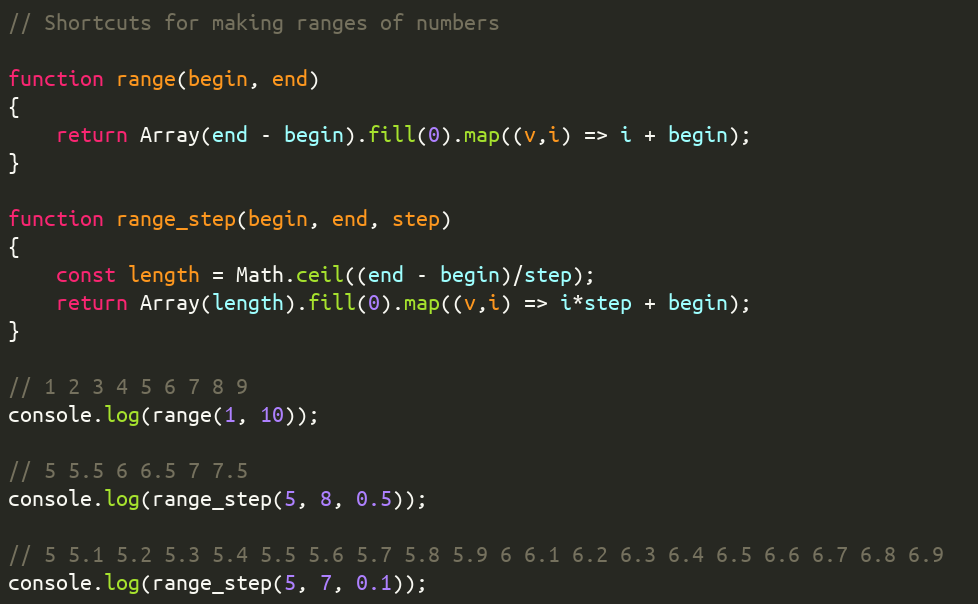 // Shortcuts for making ranges of numbers

function range(begin, end)
{
    return Array(end - begin).fill(0).map((v,i) => i + begin);
}

function range_step(begin, end, step)
{
    const length = Math.ceil((end - begin)/step);
    return Array(length).fill(0).map((v,i) => i*step + begin);
}

// 1 2 3 4 5 6 7 8 9
console.log(range(1, 10));

// 5 5.5 6 6.5 7 7.5
console.log(range_step(5, 8, 0.5));

// 5 5.1 5.2 5.3 5.4 5.5 5.6 5.7 5.8 5.9 6 6.1 6.2 6.3 6.4 6.5 6.6 6.7 6.8 6.9
console.log(range_step(5, 7, 0.1));